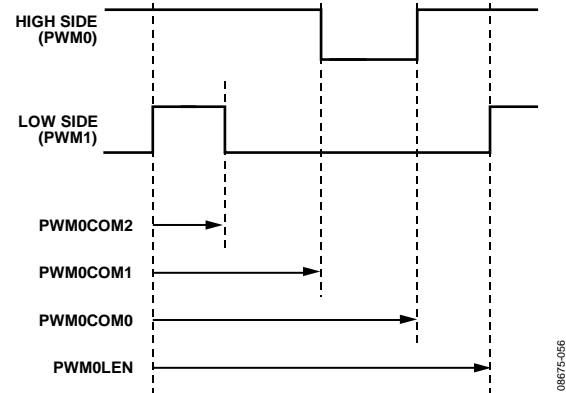 HIGH SIDE
(PWM0)
LOW SIDE
(PWM1)
PWM0COM2
PWM0COM1
PWM0COM0
PWM0LEN
08675-056